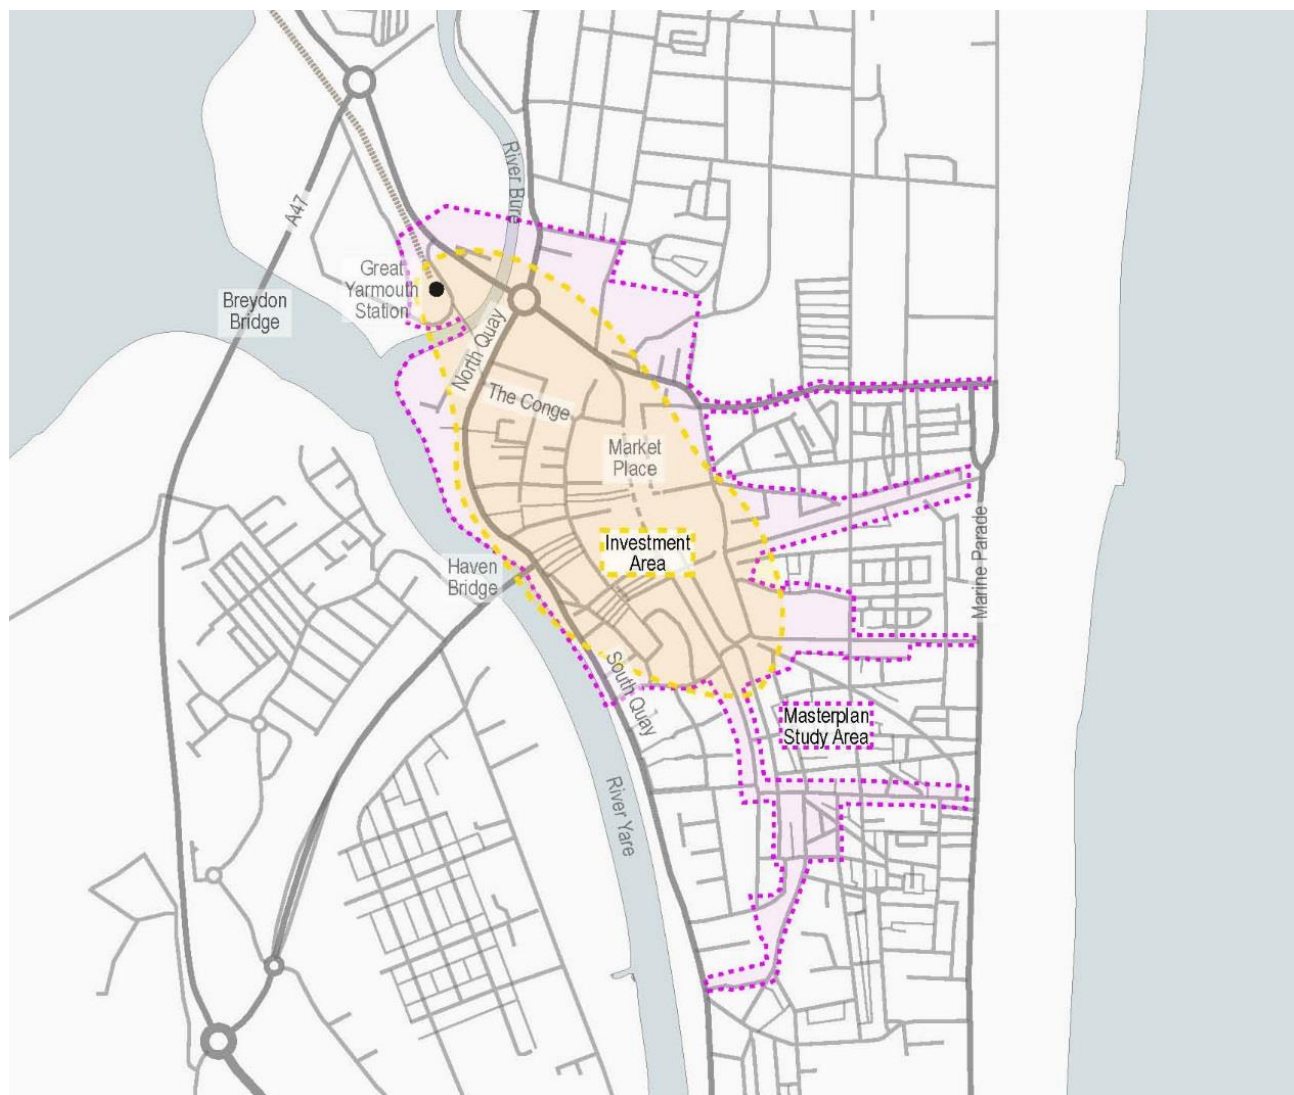 River Bure
A47
Great
Yarmouth
Station
Breydon
Bridge
North Quay
The Conge
Market
Place
Investment
Area
Marine Parade
Haven
Bridge
South Quay
Masterplan
Study Area
River Yare